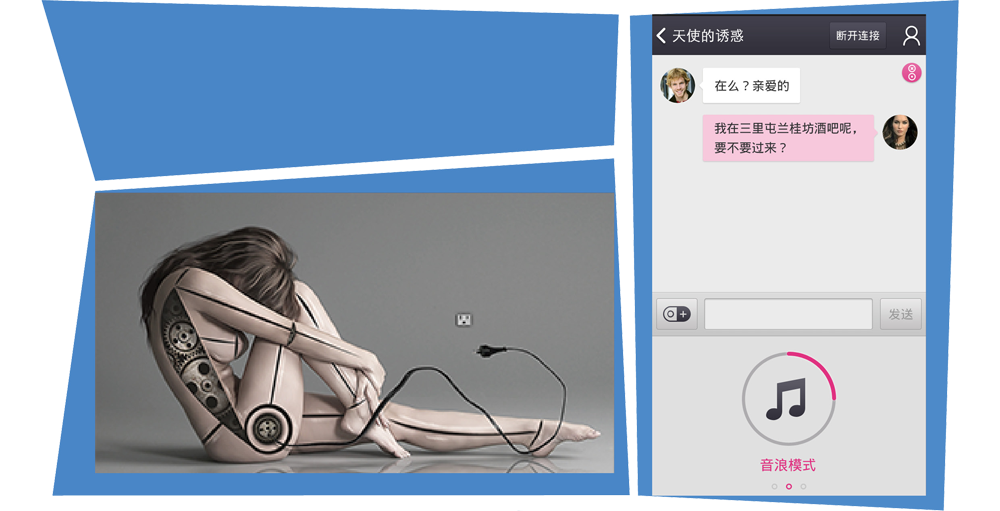 天使的诱惑
断开连接
在么？亲爱的
我在三里屯兰桂坊酒吧呢，
要不要过来？
发送
音浪模式